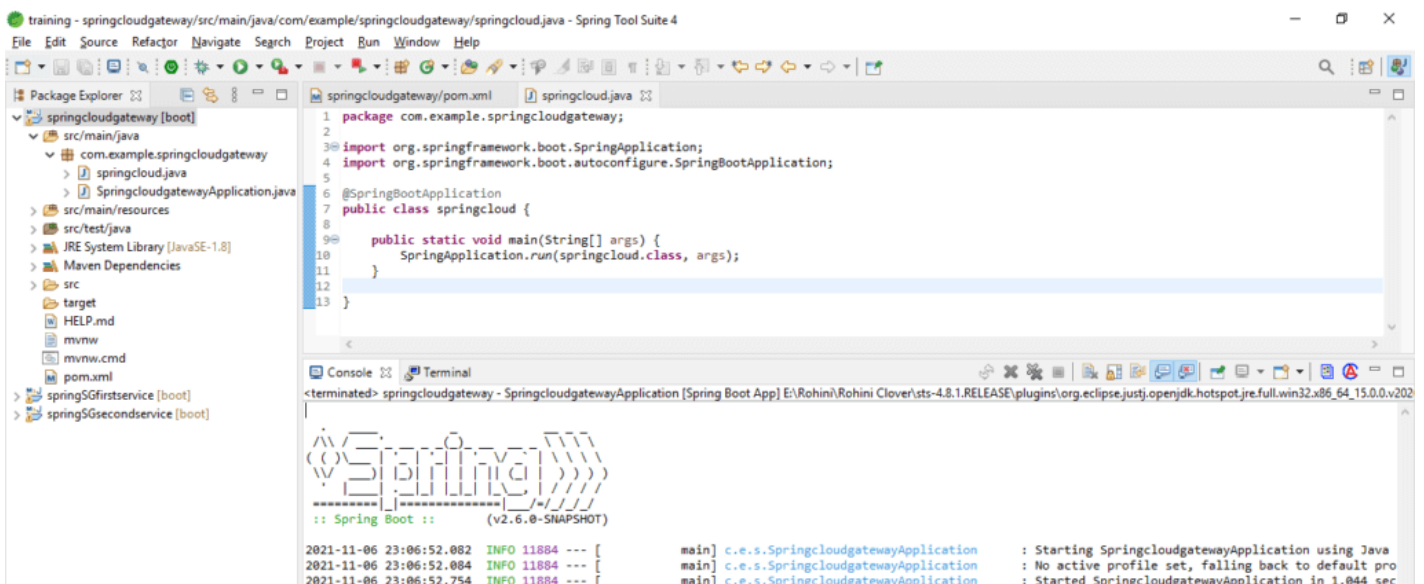 training - springcloudgateway/src/main/java/com/example/springcloudgateway/springcloud.java - Spring Tool Suite 4
File Edit Source Refactor Navigate Search Project Run Window Help
Package Explorer
springcloudgateway [boot]
src/main/java
com.example.springcloudgateway
springcloud.java
SpringcloudgatewayApplication.java
src/main/resources
src/test/java
JRE System Library [JavaSE-1.8]
Maven Dependencies
src
target
HELP.md
mvnw
mvnw.cmd
pom.xml
springSGfirstservice [boot]
springSGsecondservice [boot]
springcloudgateway/pom.xml springcloud.java
1 package com.example.springcloudgateway;
2
3 import org.springframework.boot.SpringApplication;
4 import org.springframework.boot.autoconfigure.SpringBootApplication;
5
6 @SpringBootApplication
7 public class springcloud {
8
9 public static void main(String[] args) {
10 SpringApplication.run(springcloud.class, args);
11 }
12
13 }
Console Terminal
<terminated> springcloudgateway - SpringcloudgatewayApplication [Spring Boot App] E:\Rohini\Rohini Clover\sts-4.8.1.RELEASE\plugins\org.eclipse.justj.openjdk.hotspot.jre.full.win32.x86_64_15.0.0.v202
Spring
:: Spring Boot :: (v2.6.0-SNAPSHOT)
2021-11-06 23:06:52.082 INFO 11884 --- [ main] c.e.s.SpringcloudgatewayApplication : Starting SpringcloudgatewayApplication using Java
2021-11-06 23:06:52.084 INFO 11884 --- [ main] c.e.s.SpringcloudgatewayApplication : No active profile set, falling back to default pro
2021-11-06 23:06:52.754 INFO 11884 --- [ main] c.e.s.SpringcloudgatewayApplication : Started SpringcloudgatewayApplication in 1.044 sec